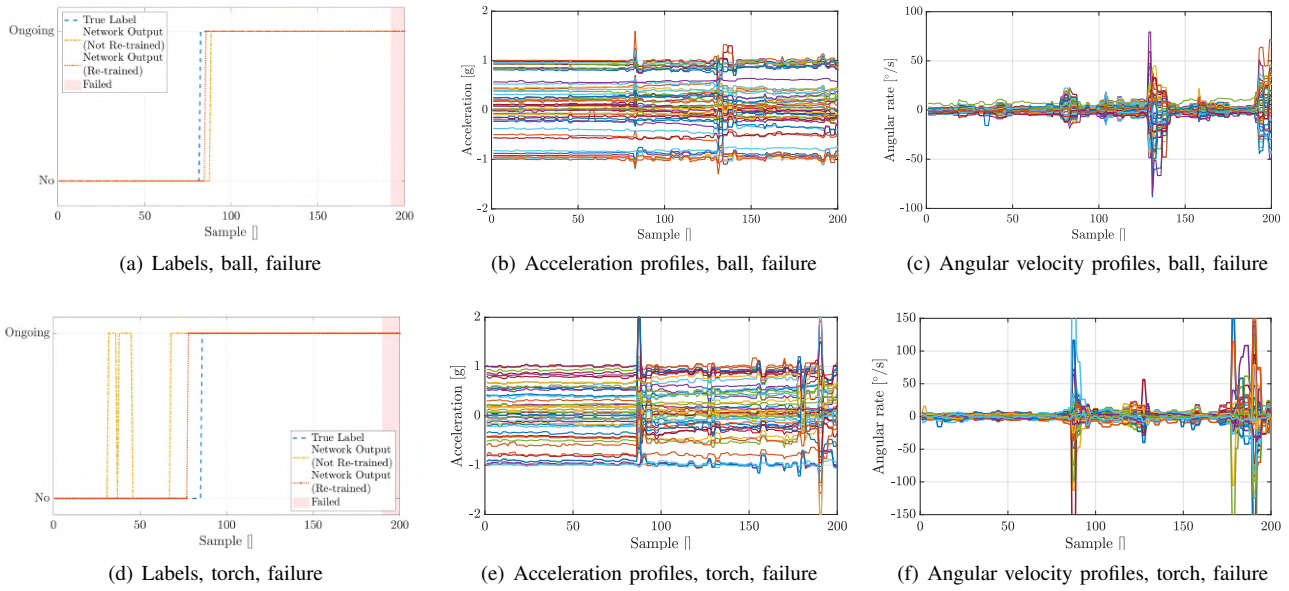 Ongoing
No
True Label
Network Output
(Not Re-trained)
Network Output
(Re-trained)
Failed
0 50 100 150 200
Sample []
(a) Labels, ball, failure
Acceleration [g]
2
1
0
-1
-2
0 50 100 150 200
Sample []
(b) Acceleration profiles, ball, failure
Angular rate [°/s]
100
50
0
-50
-100
0 50 100 150 200
Sample []
(c) Angular velocity profiles, ball, failure
Ongoing
No
True Label
Network Output
(Not Re-trained)
Network Output
(Re-trained)
Failed
0 50 100 150 200
Sample []
(d) Labels, torch, failure
Acceleration [g]
2
1
0
-1
-2
0 50 100 150 200
Sample []
(e) Acceleration profiles, torch, failure
Angular rate [°/s]
150
100
50
0
-50
-100
-150
0 50 100 150 200
Sample []
(f) Angular velocity profiles, torch, failure